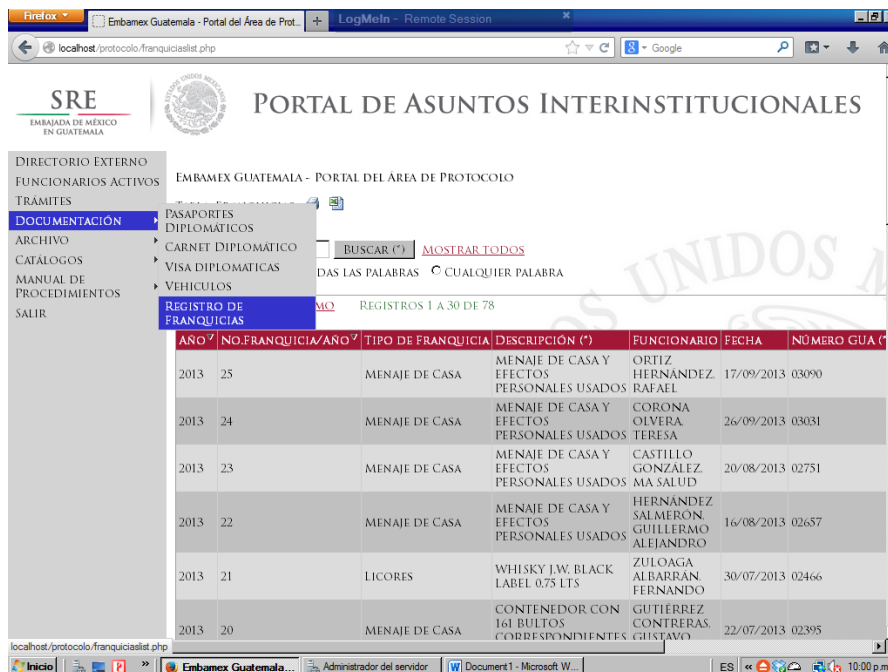 Firefox
Embamex Guatemala - Portal del Área de Prot...
+
LogMeIn - Remote Session
localhost/protocolo/franquiciaslist.php
Google
SRE
EMBAJADA DE MÉXICO
EN GUATEMALA
ESTADOS UNIDOS MEXICANOS
PORTAL DE ASUNTOS INTERINSTITUCIONALES
DIRECTORIO EXTERNO
FUNCIONARIOS ACTIVOS
TRÁMITES
DOCUMENTACIÓN
ARCHIVO
CATÁLOGOS
MANUAL DE
PROCEDIMIENTOS
SALIR
EMBAMEX GUATEMALA - PORTAL DEL ÁREA DE PROTOCOLO
PASAPORTES
DIPLOMÁTICOS
CARNET DIPLOMÁTICO
VISA DIPLOMATICAS
VEHICULOS
REGISTRO DE
FRANQUICIAS
BUSCAR (*) MOSTRAR TODOS
DAS LAS PALABRAS CUALQUIER PALABRA
MO REGISTROS 1 A 30 DE 78
UNIDOS
AÑO NO.FRANQUICIA/AÑO TIPO DE FRANQUICIA DESCRIPCIÓN (*) FUNCIONARIO FECHA NÚMERO GUA (*
2013 25 MENAJE DE CASA MENAJE DE CASA Y EFECTOS PERSONALES USADOS ORTIZ HERNÁNDEZ, RAFAEL 17/09/2013 03090
2013 24 MENAJE DE CASA MENAJE DE CASA Y EFECTOS PERSONALES USADOS CORONA OLVERA, TERESA 26/09/2013 03031
2013 23 MENAJE DE CASA MENAJE DE CASA Y EFECTOS PERSONALES USADOS CASTILLO GONZÁLEZ, MA SALUD 20/08/2013 02751
2013 22 MENAJE DE CASA MENAJE DE CASA Y EFECTOS PERSONALES USADOS HERNÁNDEZ SALMERÓN, GUILLERMO ALEJANDRO 16/08/2013 02657
2013 21 LICORES WHISKY J.W. BLACK LABEL 0.75 LTS ZULOAGA ALBARRÁN, FERNANDO 30/07/2013 02466
2013 20 MENAJE DE CASA CONTENEDOR CON 161 BULTOS CORRESPONDIENTES GUTIÉRREZ CONTRERAS, GUSTAVO 22/07/2013 02395
localhost/protocolo/franquiciaslist.php
Inicio
Embamex Guatemala...
Administrador del servidor
Document1 - Microsoft W...
ES
10:00 p.m